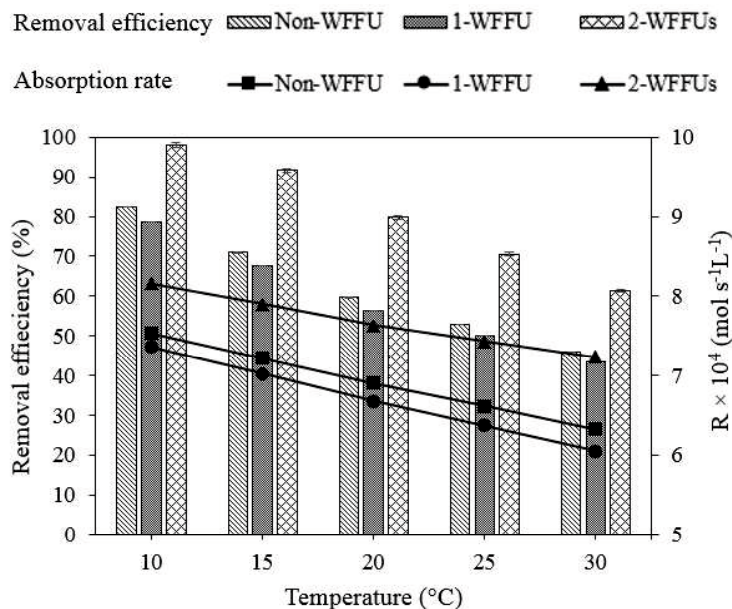 Removal efficiency Non-WFFU 1-WFFU 2-WFFUs
Absorption rate Non-WFFU 1-WFFU 2-WFFUs
100
90
80
70
60
50
40
30
20
10
0
Removal effieciency (%)
10
9
8
7
6
5
R × 10⁴ (mol s⁻¹L⁻¹)
10 15 20 25 30
Temperature (°C)